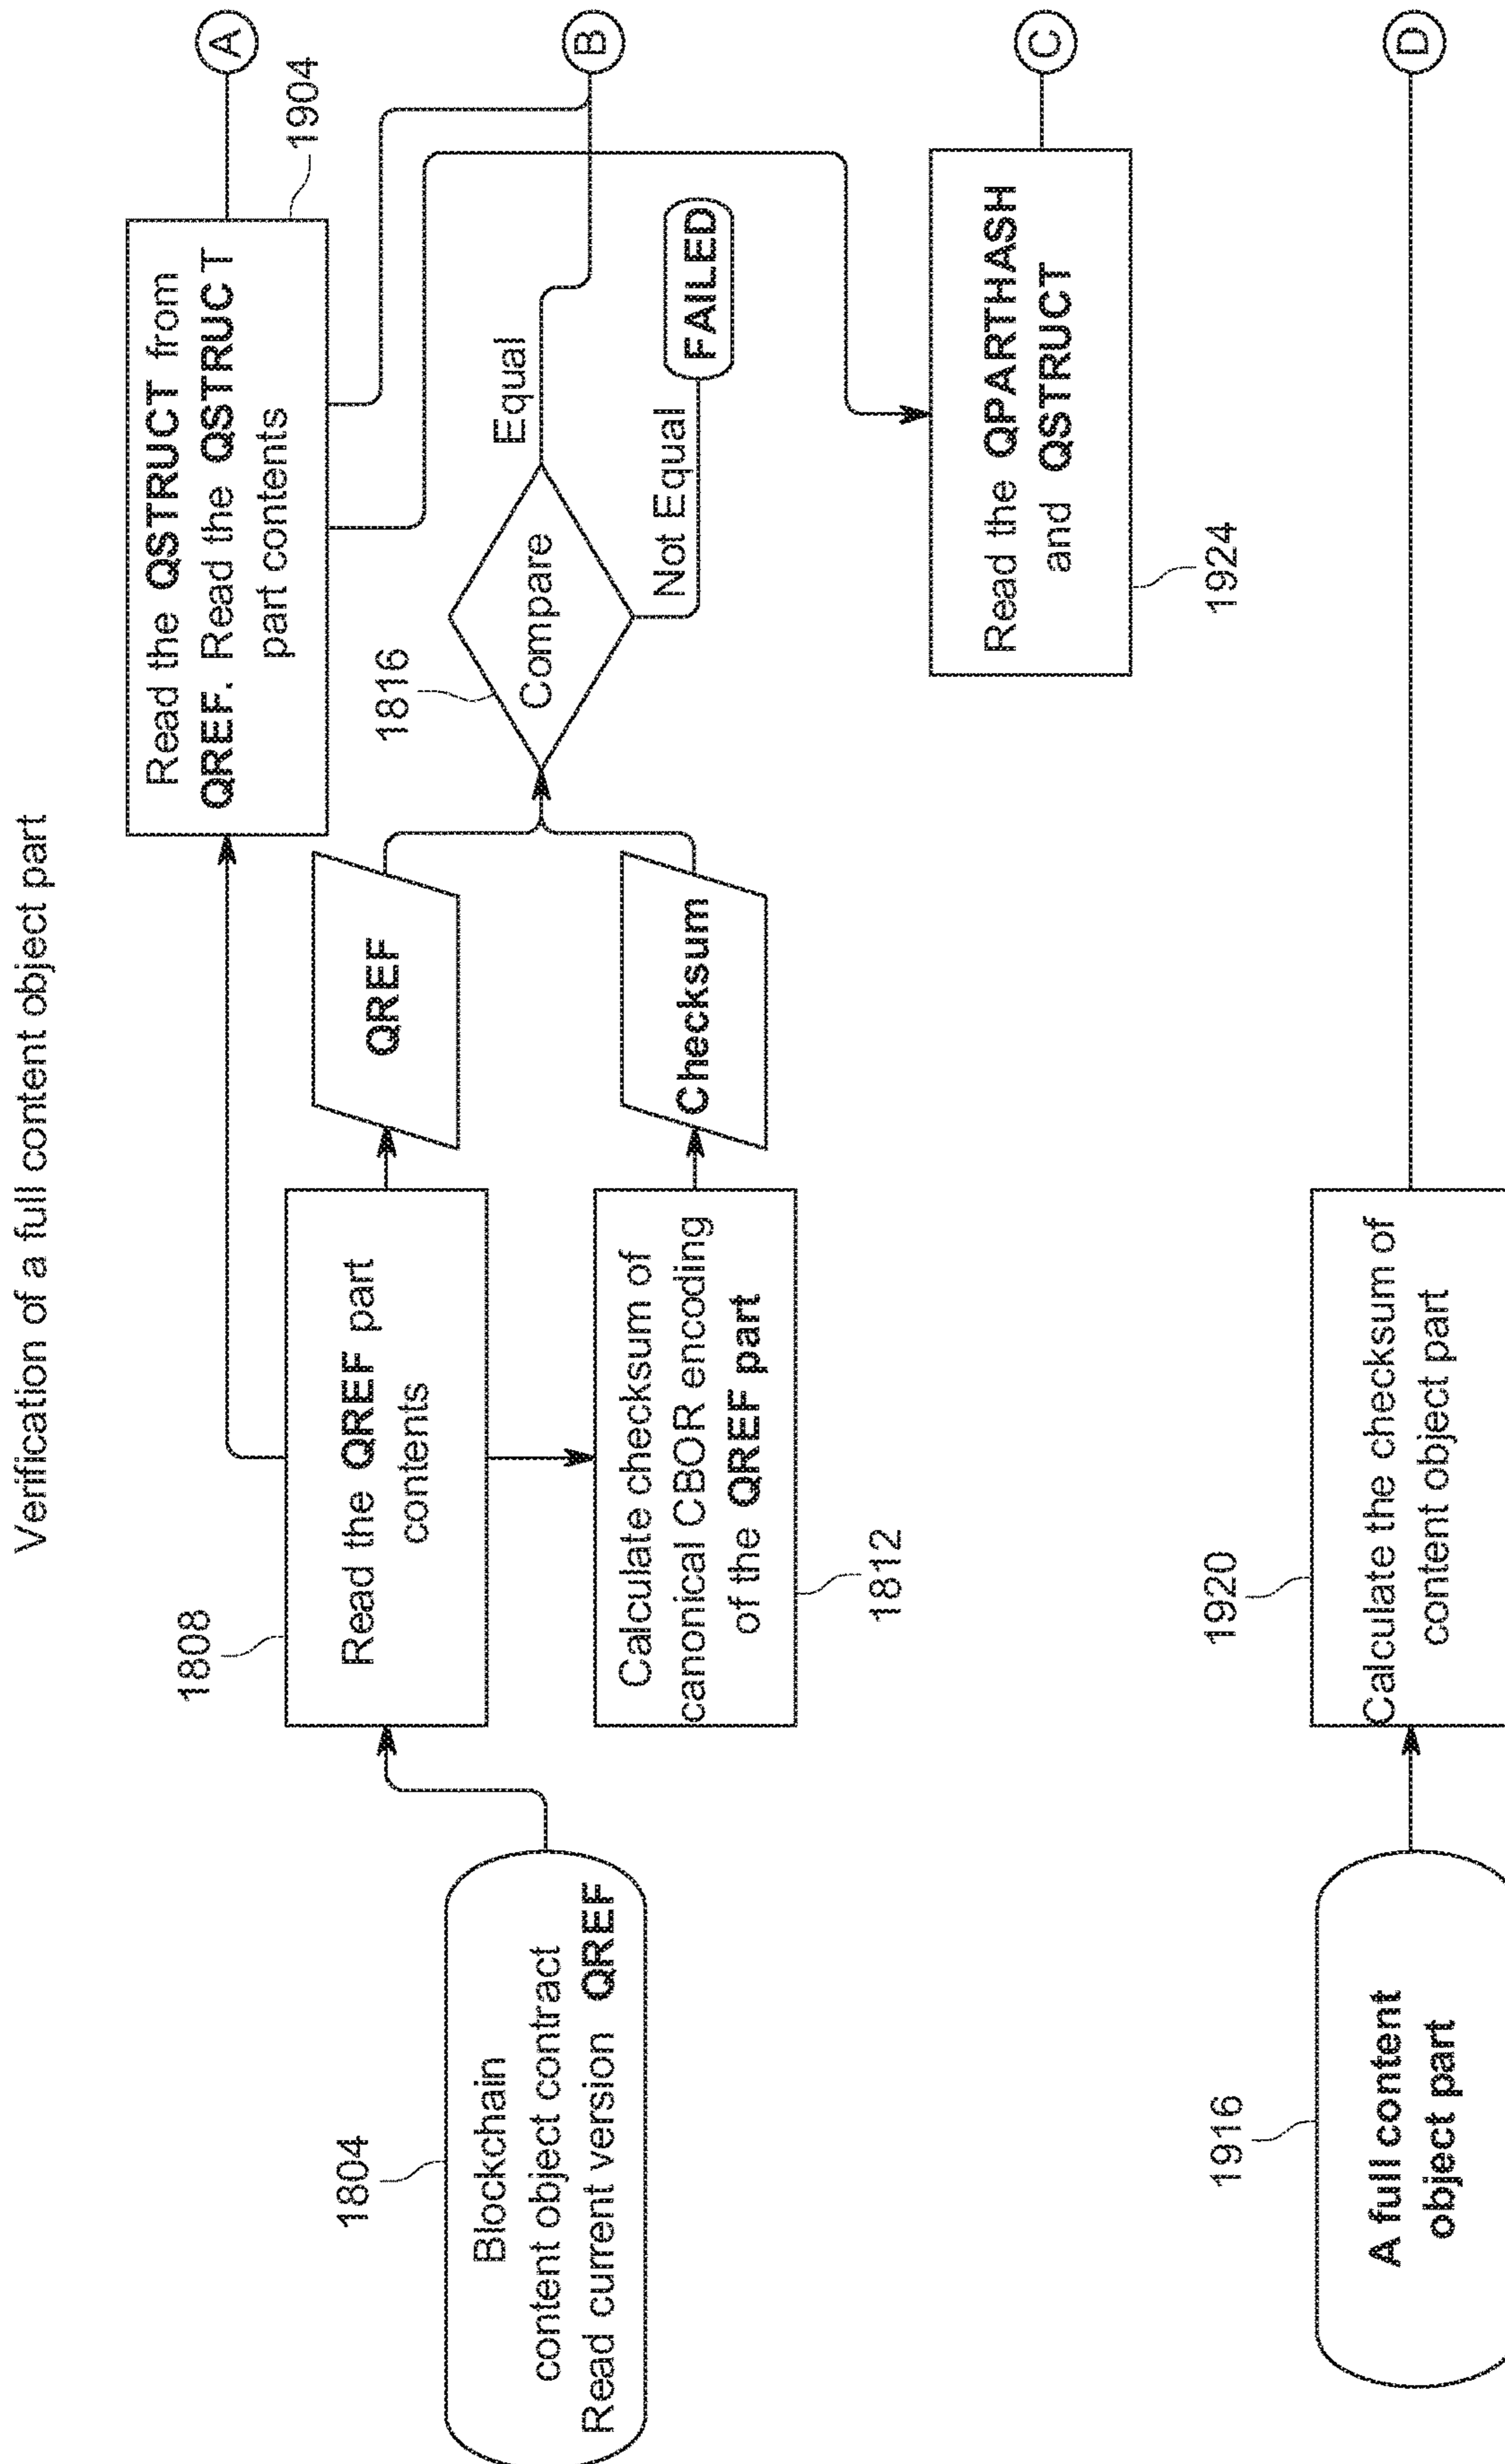 Verification of a full content object part
1804
Blockchain
content object contract
Read current version QREF
1808
Read the QREF part
contents
QREF
Calculate checksum of
canonical CBOR encoding
of the QREF part
1812
Checksum
1816
Compare
Equal
Not Equal
FAILED
Read the QSTRUCT from
QREF. Read the QSTRUCT
part contents
1904
A
B
Read the QPARTHASH
and QSTRUCT
1924
C
1916
A full content
object part
1920
Calculate the checksum of
content object part
D